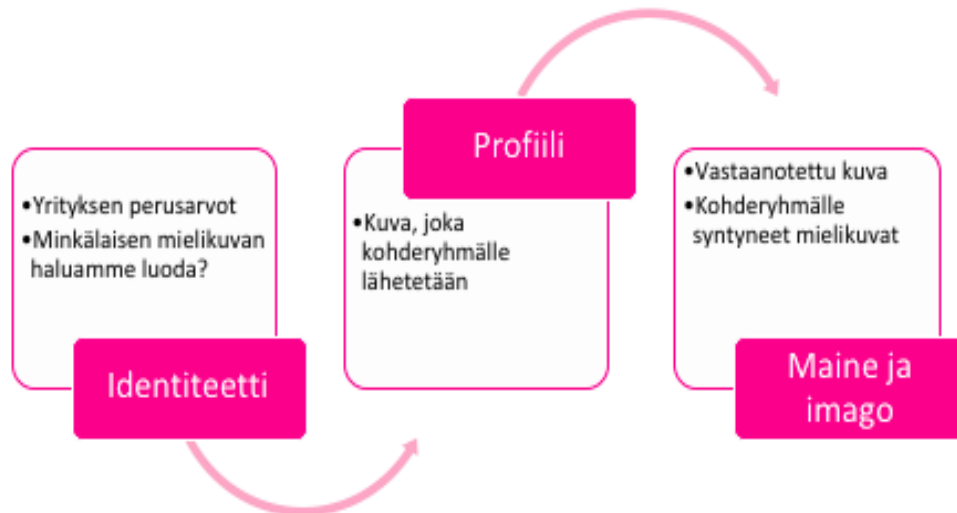 •Yrityksen perusarvot
•Minkälaisen mielikuvan
haluamme luoda?
Identiteetti
Profiili
•Kuva, joka
kohderyhmälle
lähetetään
•Vastaanotettu kuva
•Kohderyhmälle
syntyneet mielikuvat
Maine ja
imago